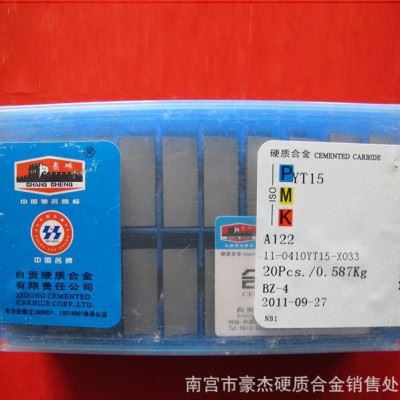 CHANG CHENG
中国驰名商标
中国名牌
自贡硬质合金
有限责任公司
ZIGONG CEMENTED
CARBIDE CORP.,LTD.
硬质合金 CEMENTED CARBIDE
ISO
P
M
K
YT15
A122
11-0410YT15-X033
20Pcs./0.587Kg
BZ-4
2011-09-27
NB1
南宫市豪杰硬质合金销售处